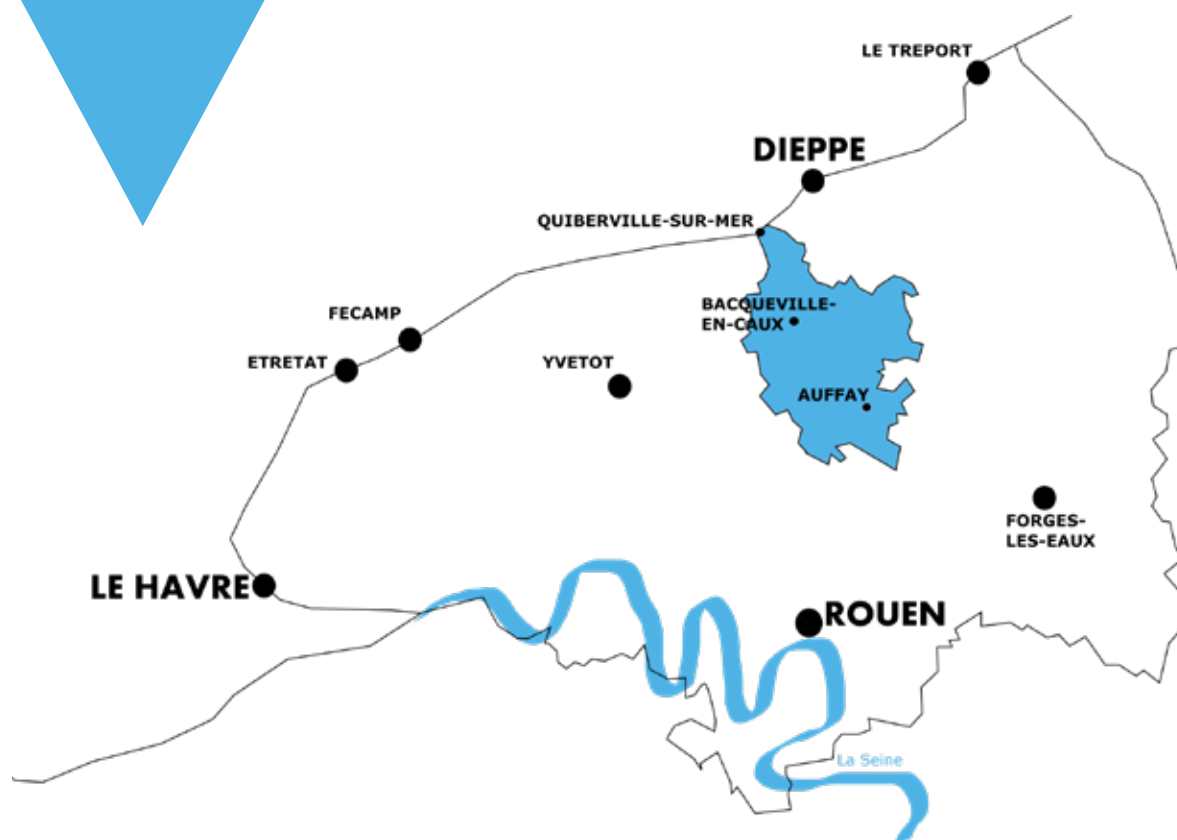 LE TREPORT
DIEPPE
QUIBERVILLE-SUR-MER
BACQUEVILLE-
EN-CAUX
FECAMP
ETRETAT
YVETOT
AUFFAY
FORGES-
LES-EAUX
LE HAVRE
ROUEN
La Seine